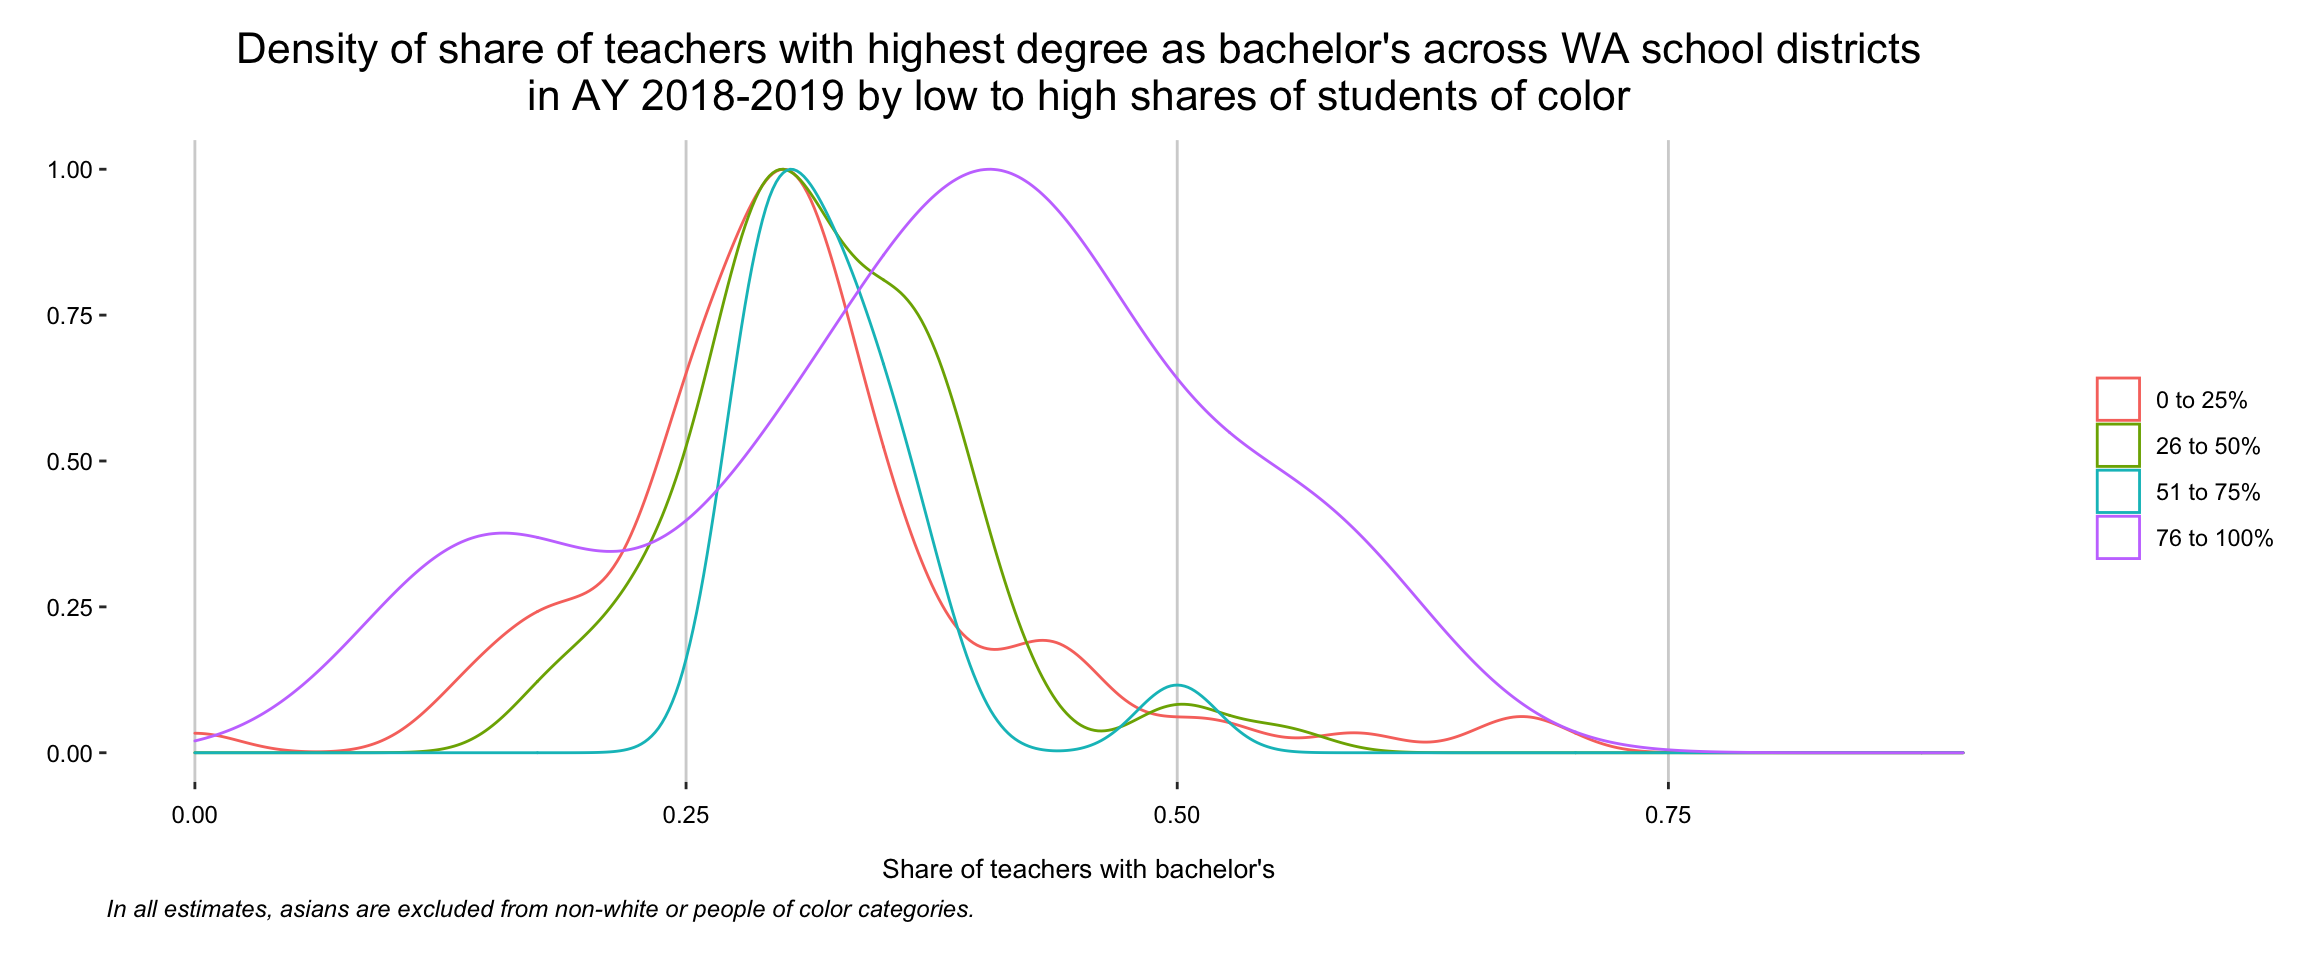 Density of share of teachers with highest degree as bachelor's across WA school districts
in AY 2018-2019 by low to high shares of students of color
1.00
0.75
0.50
0.25
0.00
0.00
0.25
0.50
0.75
Share of teachers with bachelor's
In all estimates, asians are excluded from non-white or people of color categories.
0 to 25%
26 to 50%
51 to 75%
76 to 100%